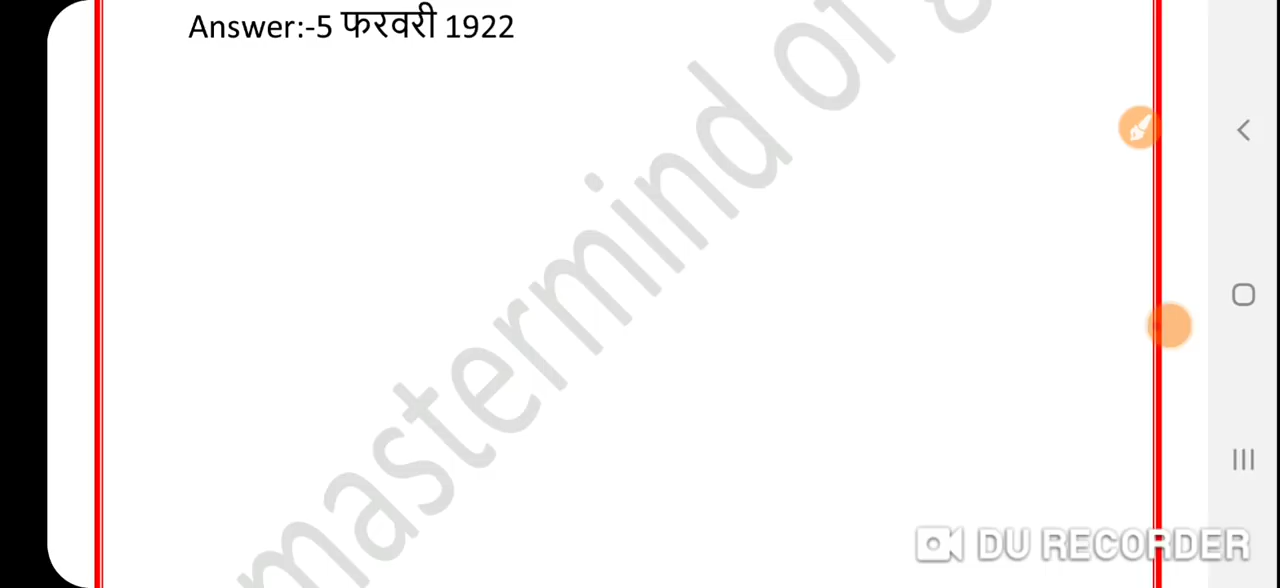 Answer:-5 फरवरी 1922
mastermind of g
DU RECORDER